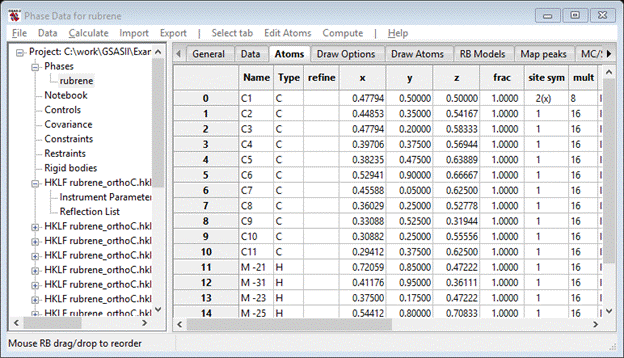 Phase Data for rubrene
File Data Calculate Import Export | Select tab Edit Atoms Compute | Help
Project: C:\work\GSASII\Exan
Phases
rubrene
Notebook
Controls
Covariance
Constraints
Restraints
Rigid bodies
HKLF rubrene_orthoC.hkl
Instrument Parameter
Reflection List
HKLF rubrene_orthoC.hkl
HKLF rubrene_orthoC.hkl
HKLF rubrene_orthoC.hkl
HKLF rubrene_orthoC.hkl
HKLF rubrene_orthoC.hkl
HKLF rubrene_orthoC.hkl
HKLF rubrene_orthoC.hkl
General Data Atoms Draw Options Draw Atoms RB Models Map peaks MC/S
Name Type refine x y z frac site sym mult
0 C1 C 0.47794 0.50000 0.50000 1.0000 2(x) 8
1 C2 C 0.44853 0.35000 0.54167 1.0000 1 16
2 C3 C 0.47794 0.20000 0.58333 1.0000 1 16
3 C4 C 0.39706 0.37500 0.56944 1.0000 1 16
4 C5 C 0.38235 0.47500 0.63889 1.0000 1 16
5 C6 C 0.52941 0.90000 0.66667 1.0000 1 16
6 C7 C 0.45588 0.05000 0.62500 1.0000 1 16
7 C8 C 0.36029 0.25000 0.52778 1.0000 1 16
8 C9 C 0.33088 0.52500 0.31944 1.0000 1 16
9 C10 C 0.30882 0.25000 0.55556 1.0000 1 16
10 C11 C 0.29412 0.37500 0.62500 1.0000 1 16
11 M -21 H 0.72059 0.85000 0.47222 1.0000 1 16
12 M -31 H 0.41176 0.95000 0.36111 1.0000 1 16
13 M -23 H 0.37500 0.17500 0.47222 1.0000 1 16
14 M -25 H 0.54412 0.80000 0.70833 1.0000 1 16
Mouse RB drag/drop to reorder